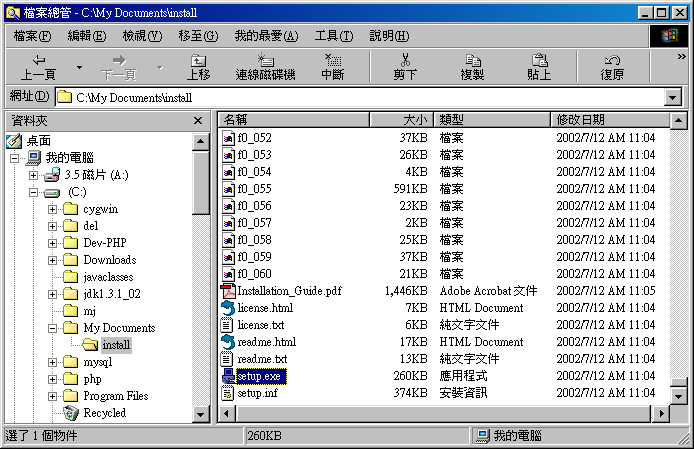 檔案總管 - C:\My Documents\install
檔案(F) 編輯(E) 檢視(V) 移至(G) 我的最愛(A) 工具(T) 說明(H)
上一頁 下一頁 上移 連線磁碟機 中斷 剪下 複製 貼上 復原 »
網址(D) C:\My Documents\install
資料夾
桌面
我的電腦
3.5 磁片 (A:)
(C:)
cygwin
del
Dev-PHP
Downloads
javaclasses
jdk1.3.1_02
mj
My Documents
install
mysql
php
Program Files
Recycled
名稱 大小 類型 修改日期
f0_052 37KB 檔案 2002/7/12 AM 11:04
f0_053 26KB 檔案 2002/7/12 AM 11:04
f0_054 4KB 檔案 2002/7/12 AM 11:04
f0_055 591KB 檔案 2002/7/12 AM 11:04
f0_056 23KB 檔案 2002/7/12 AM 11:04
f0_057 2KB 檔案 2002/7/12 AM 11:04
f0_058 25KB 檔案 2002/7/12 AM 11:04
f0_059 37KB 檔案 2002/7/12 AM 11:04
f0_060 21KB 檔案 2002/7/12 AM 11:04
Installation_Guide.pdf 1,446KB Adobe Acrobat 文件 2002/7/12 AM 11:05
license.html 7KB HTML Document 2002/7/12 AM 11:04
license.txt 6KB 純文字文件 2002/7/12 AM 11:04
readme.html 17KB HTML Document 2002/7/12 AM 11:04
readme.txt 13KB 純文字文件 2002/7/12 AM 11:04
setup.exe 260KB 應用程式 2002/7/12 AM 11:04
setup.inf 374KB 安裝資訊 2002/7/12 AM 11:04
選了 1 個物件 260KB 我的電腦